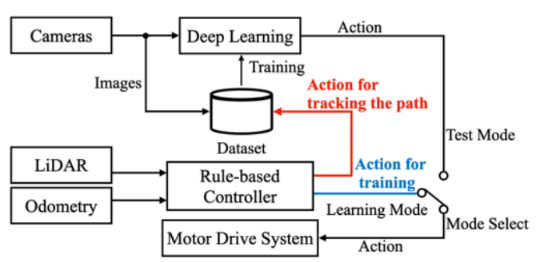 Cameras
Deep Learning
Action
Images
Training
Action for
tracking the path
Dataset
Test Mode
LiDAR
Rule-based
Controller
Action for
training
Odometry
Learning Mode
Mode Select
Motor Drive System
Action